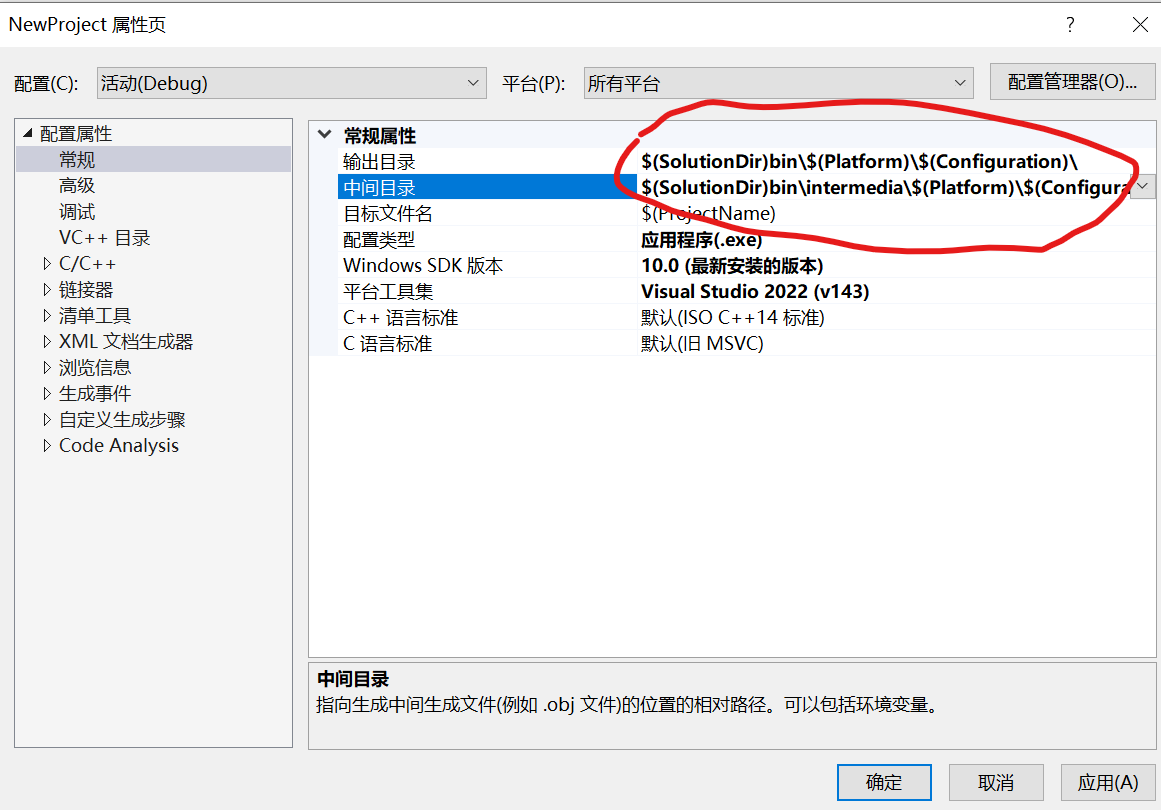 NewProject 属性页
?
配置(C): 活动(Debug) 平台(P): 所有平台 配置管理器(O)...
配置属性
常规
高级
调试
VC++ 目录
C/C++
链接器
清单工具
XML 文档生成器
浏览信息
生成事件
自定义生成步骤
Code Analysis
常规属性
输出目录 $(SolutionDir)bin\$(Platform)\$(Configuration)\
中间目录 $(SolutionDir)bin\intermedia\$(Platform)\$(Configura
目标文件名 $(ProjectName)
配置类型 应用程序(.exe)
Windows SDK 版本 10.0 (最新安装的版本)
平台工具集 Visual Studio 2022 (v143)
C++ 语言标准 默认(ISO C++14 标准)
C 语言标准 默认(旧 MSVC)
中间目录
指向生成中间生成文件(例如 .obj 文件)的位置的相对路径。可以包括环境变量。
确定 取消 应用(A)